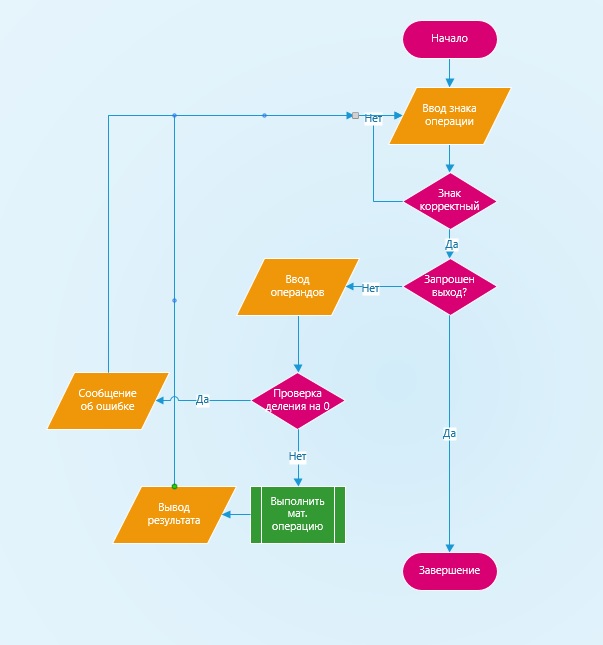 Начало
Ввод знака
операции
Нет
Знак
корректный
Да
Запрошен
выход?
Нет
Ввод
операндов
Проверка
деления на 0
Да
Сообщение
об ошибке
Да
Нет
Выполнить
мат.
операцию
Вывод
результата
Завершение